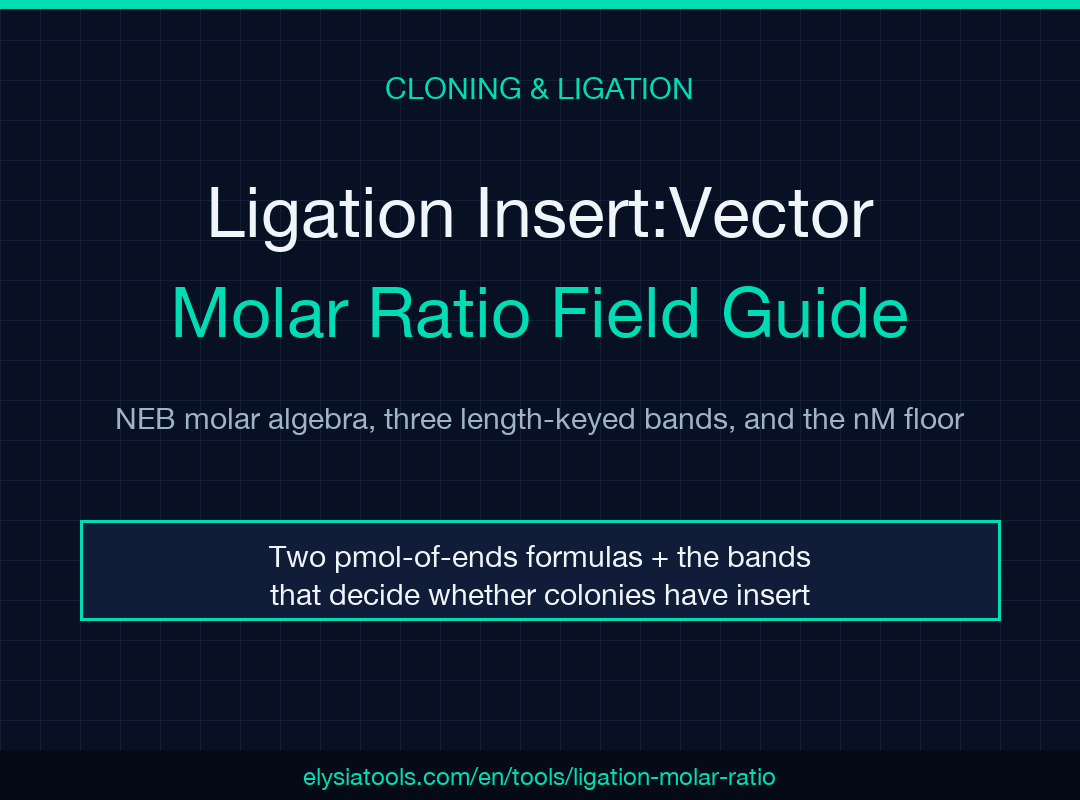 CLONING & LIGATION
Ligation Insert:Vector
Molar Ratio Field Guide
NEB molar algebra, three length-keyed bands, and the nM floor
Two pmol-of-ends formulas + the bands
that decide whether colonies have insert
elysiatools.com/en/tools/ligation-molar-ratio